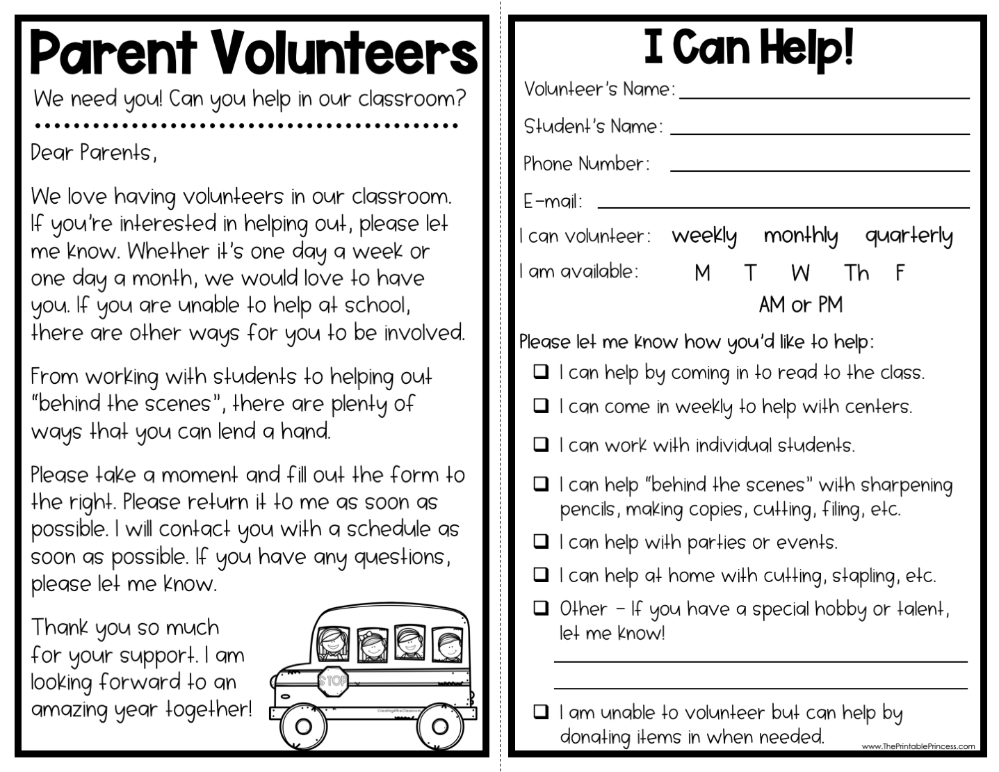 Parent Volunteers
We need you! Can you help in our classroom?
Dear Parents,
We love having volunteers in our classroom.
If you're interested in helping out, please let
me know. Whether it's one day a week or
one day a month, we would love to have
you. If you are unable to help at school,
there are other ways for you to be involved.
From working with students to helping out
"behind the scenes", there are plenty of
ways that you can lend a hand.
Please take a moment and fill out the form to
the right. Please return it to me as soon as
possible. I will contact you with a schedule as
soon as possible. If you have any questions,
please let me know.
Thank you so much
for your support. I am
looking forward to an
amazing year together!
STOP
Creating4TheClassroom
I Can Help!
Volunteer's Name:
Student's Name:
Phone Number:
E-mail:
I can volunteer: weekly monthly quarterly
I am available: M T W Th F
AM or PM
Please let me know how you'd like to help:
❑ I can help by coming in to read to the class.
❑ I can come in weekly to help with centers.
❑ I can work with individual students.
❑ I can help "behind the scenes" with sharpening
pencils, making copies, cutting, filing, etc.
❑ I can help with parties or events.
❑ I can help at home with cutting, stapling, etc.
❑ Other - If you have a special hobby or talent,
let me know!
❑ I am unable to volunteer but can help by
donating items in when needed.
www.ThePrintablePrincess.com